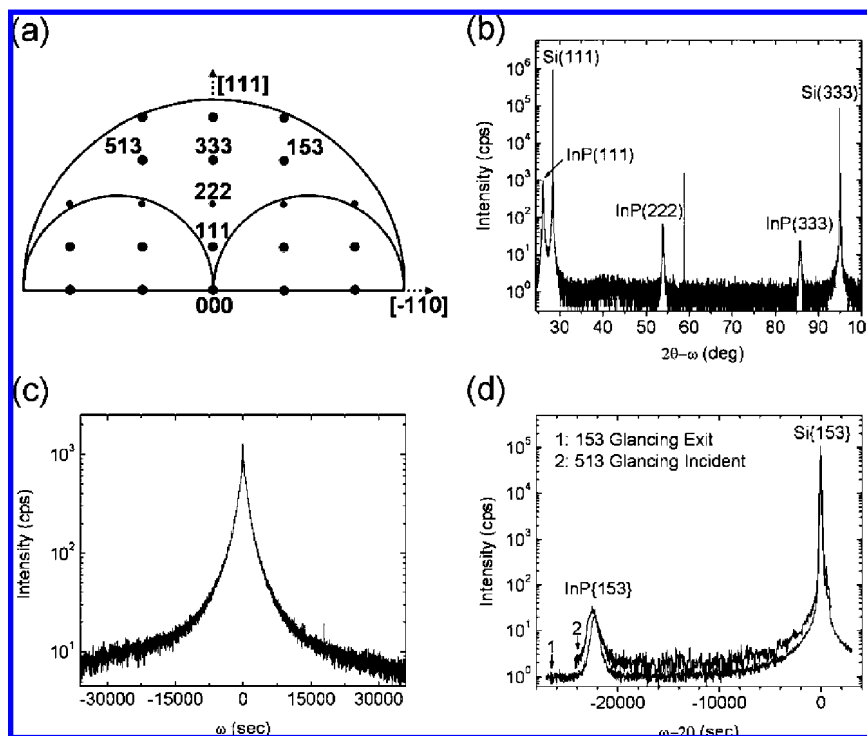 (a)
[111]
513 333 153
222
111
000
[-110]
(b)
Si(111)
Si(333)
InP(111)
InP(222)
InP(333)
Intensity (cps)
10^6
10^5
10^4
10^3
10^2
10^1
10^0
30 40 50 60 70 80 90 100
2θ-ω (deg)
(c)
Intensity (cps)
10^3
10^2
10^1
-30000 -15000 0 15000 30000
ω (sec)
(d)
1: 153 Glancing Exit
2: 513 Glancing Incident
Si{153}
InP{153}
1 2
Intensity (cps)
10^5
10^4
10^3
10^2
10^1
10^0
-20000 -10000 0
ω-2θ (sec)